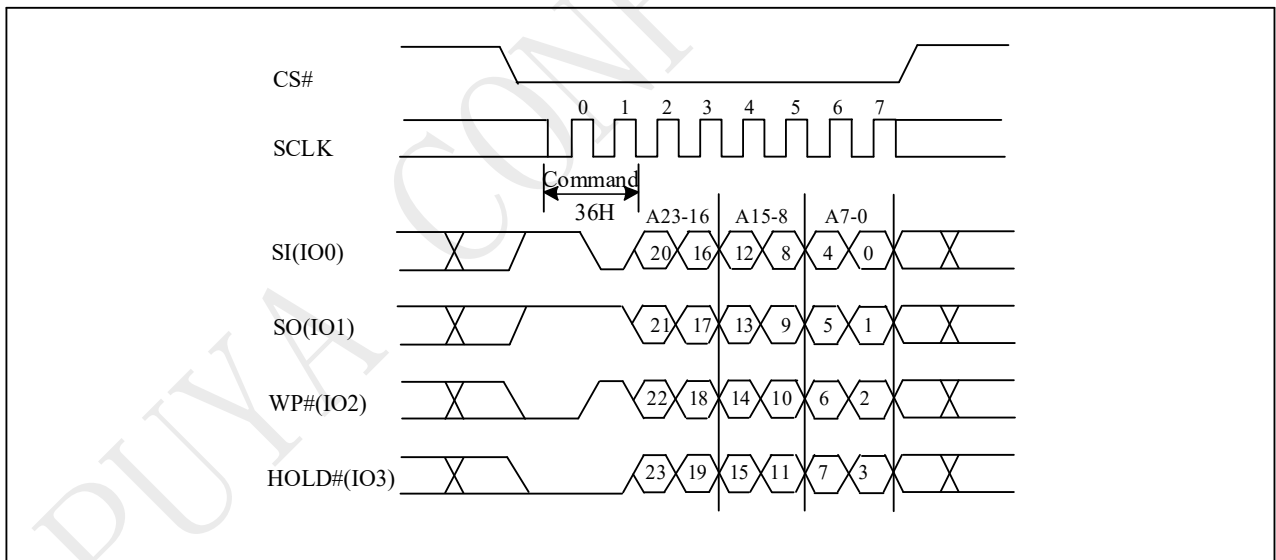 PUYA CONF
CS#
0 1 2 3 4 5 6 7
SCLK
Command
36H
A23-16 A15-8 A7-0
SI(IO0) 20 16 12 8 4 0
SO(IO1) 21 17 13 9 5 1
WP#(IO2) 22 18 14 10 6 2
HOLD#(IO3) 23 19 15 11 7 3